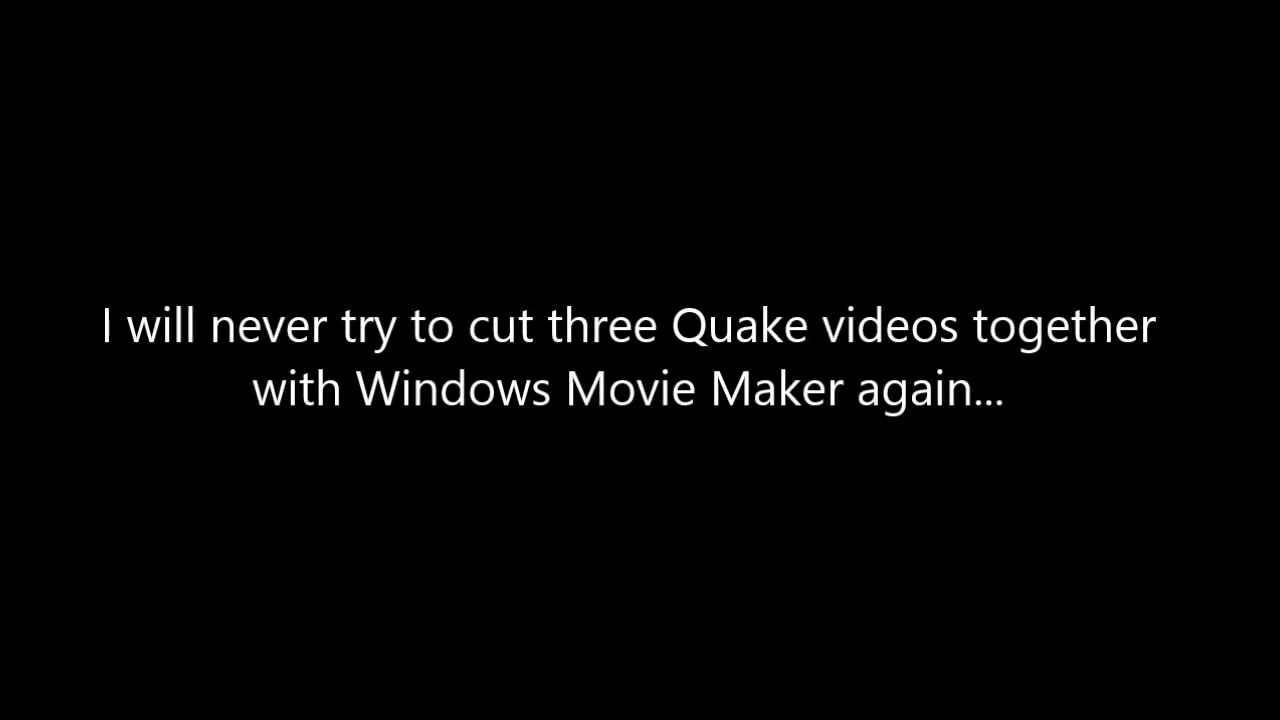 I will never try to cut three Quake videos together
with Windows Movie Maker again...